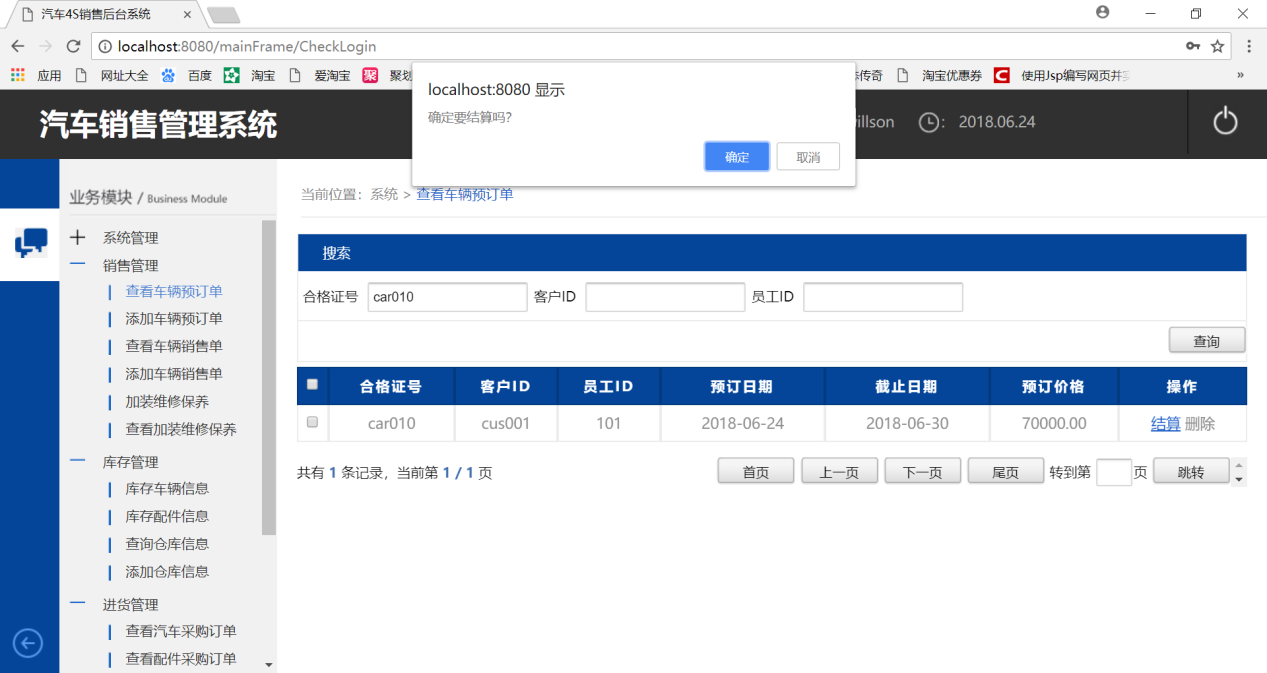 汽车4S销售后台系统
localhost:8080/mainFrame/CheckLogin
应用 网址大全 百度 淘宝 爱淘宝 聚划 传奇 淘宝优惠券 使用Jsp编写网页并 »
localhost:8080 显示
确定要结算吗?
确定 取消
汽车销售管理系统 illson : 2018.06.24
业务模块 / Business Module
当前位置：系统 > 查看车辆预订单
系统管理
销售管理
查看车辆预订单
添加车辆预订单
查看车辆销售单
添加车辆销售单
加装维修保养
查看加装维修保养
库存管理
库存车辆信息
库存配件信息
查询仓库信息
添加仓库信息
进货管理
查看汽车采购订单
查看配件采购订单
搜索
合格证号 car010 客户ID 员工ID
查询
合格证号 客户ID 员工ID 预订日期 截止日期 预订价格 操作
car010 cus001 101 2018-06-24 2018-06-30 70000.00 结算 删除
共有 1 条记录，当前第 1 / 1 页 首页 上一页 下一页 尾页 转到第 页 跳转